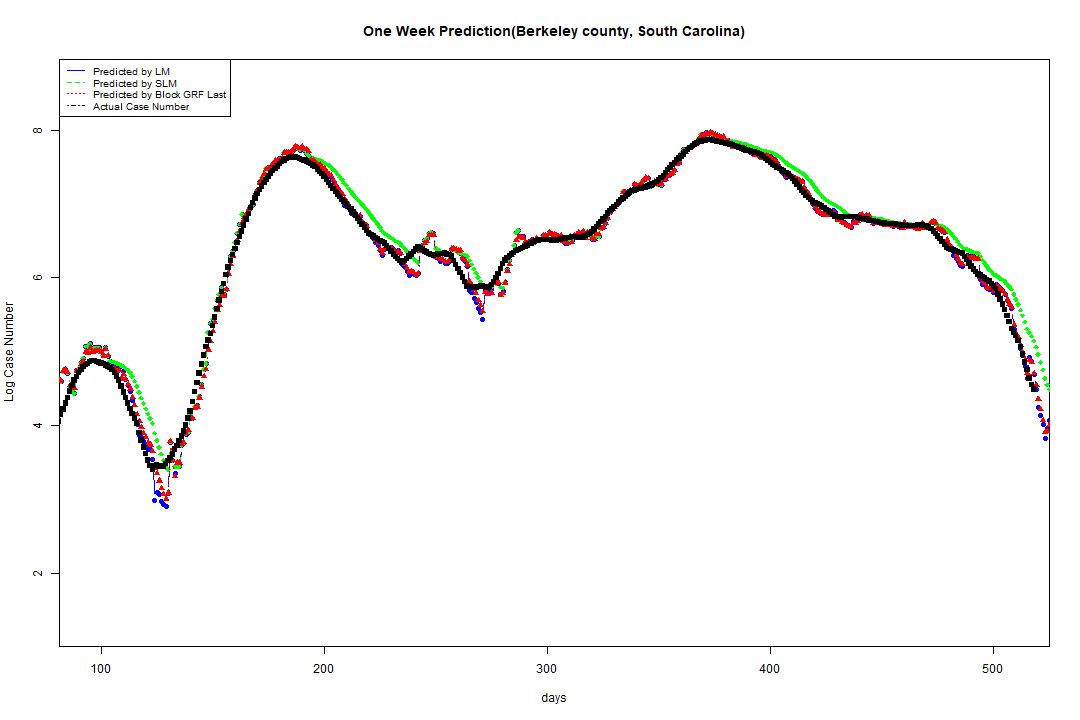 One Week Prediction(Berkeley county, South Carolina)
Predicted by LM
Predicted by SLM
Predicted by Block GRF Last
Actual Case Number
8
6
4
2
Log Case Number
100 200 300 400 500
days